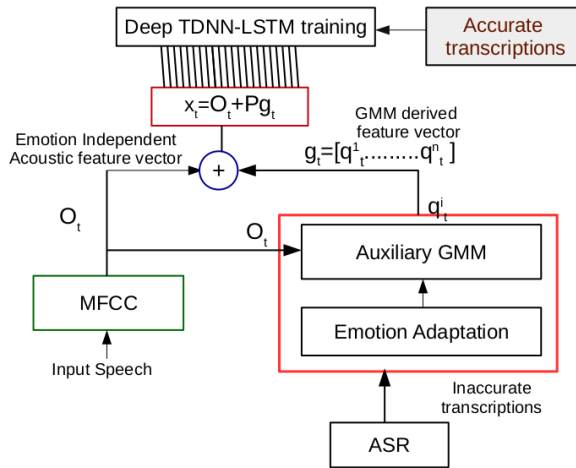 Deep TDNN-LSTM training
Accurate
transcriptions
xₜ=Oₜ+Pgₜ
GMM derived
feature vector
Emotion Independent
Acoustic feature vector
+
gₜ=[q¹ₜ.........qⁿₜ ]
Oₜ
Oₜ
qⁱₜ
Auxiliary GMM
MFCC
Emotion Adaptation
Input Speech
Inaccurate
transcriptions
ASR